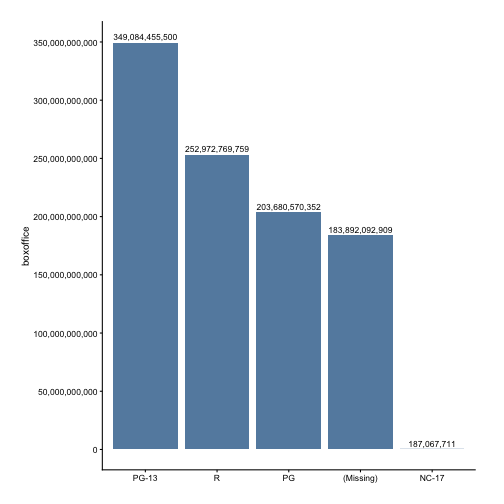 boxoffice
350,000,000,000
300,000,000,000
250,000,000,000
200,000,000,000
150,000,000,000
100,000,000,000
50,000,000,000
0
349,084,455,500
252,972,769,759
203,680,570,352
183,892,092,909
187,067,711
PG-13
R
PG
(Missing)
NC-17